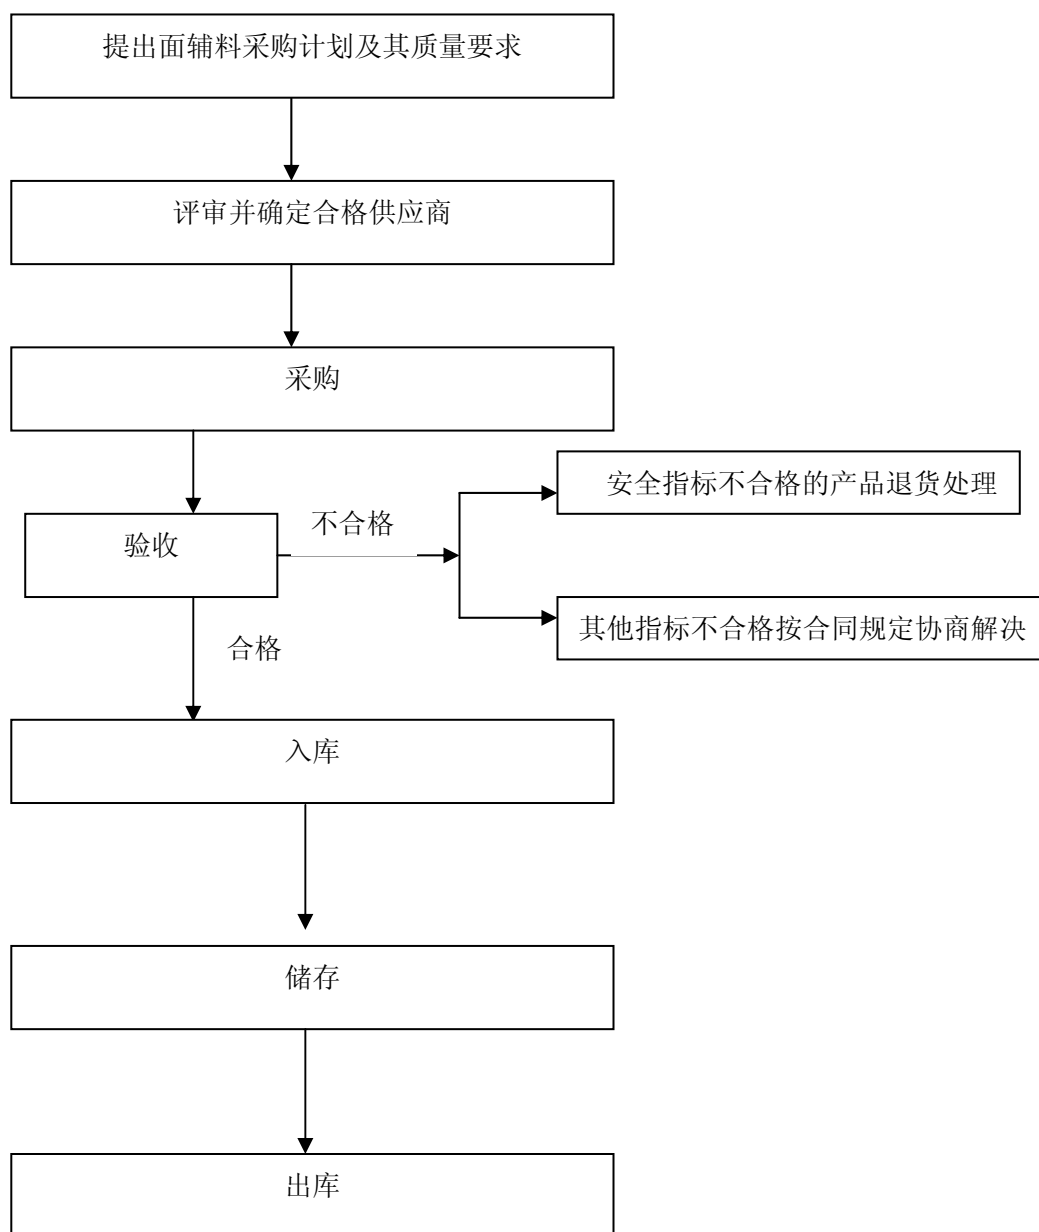 提出面辅料采购计划及其质量要求
评审并确定合格供应商
采购
安全指标不合格的产品退货处理
不合格
验收
其他指标不合格按合同规定协商解决
合格
入库
储存
出库